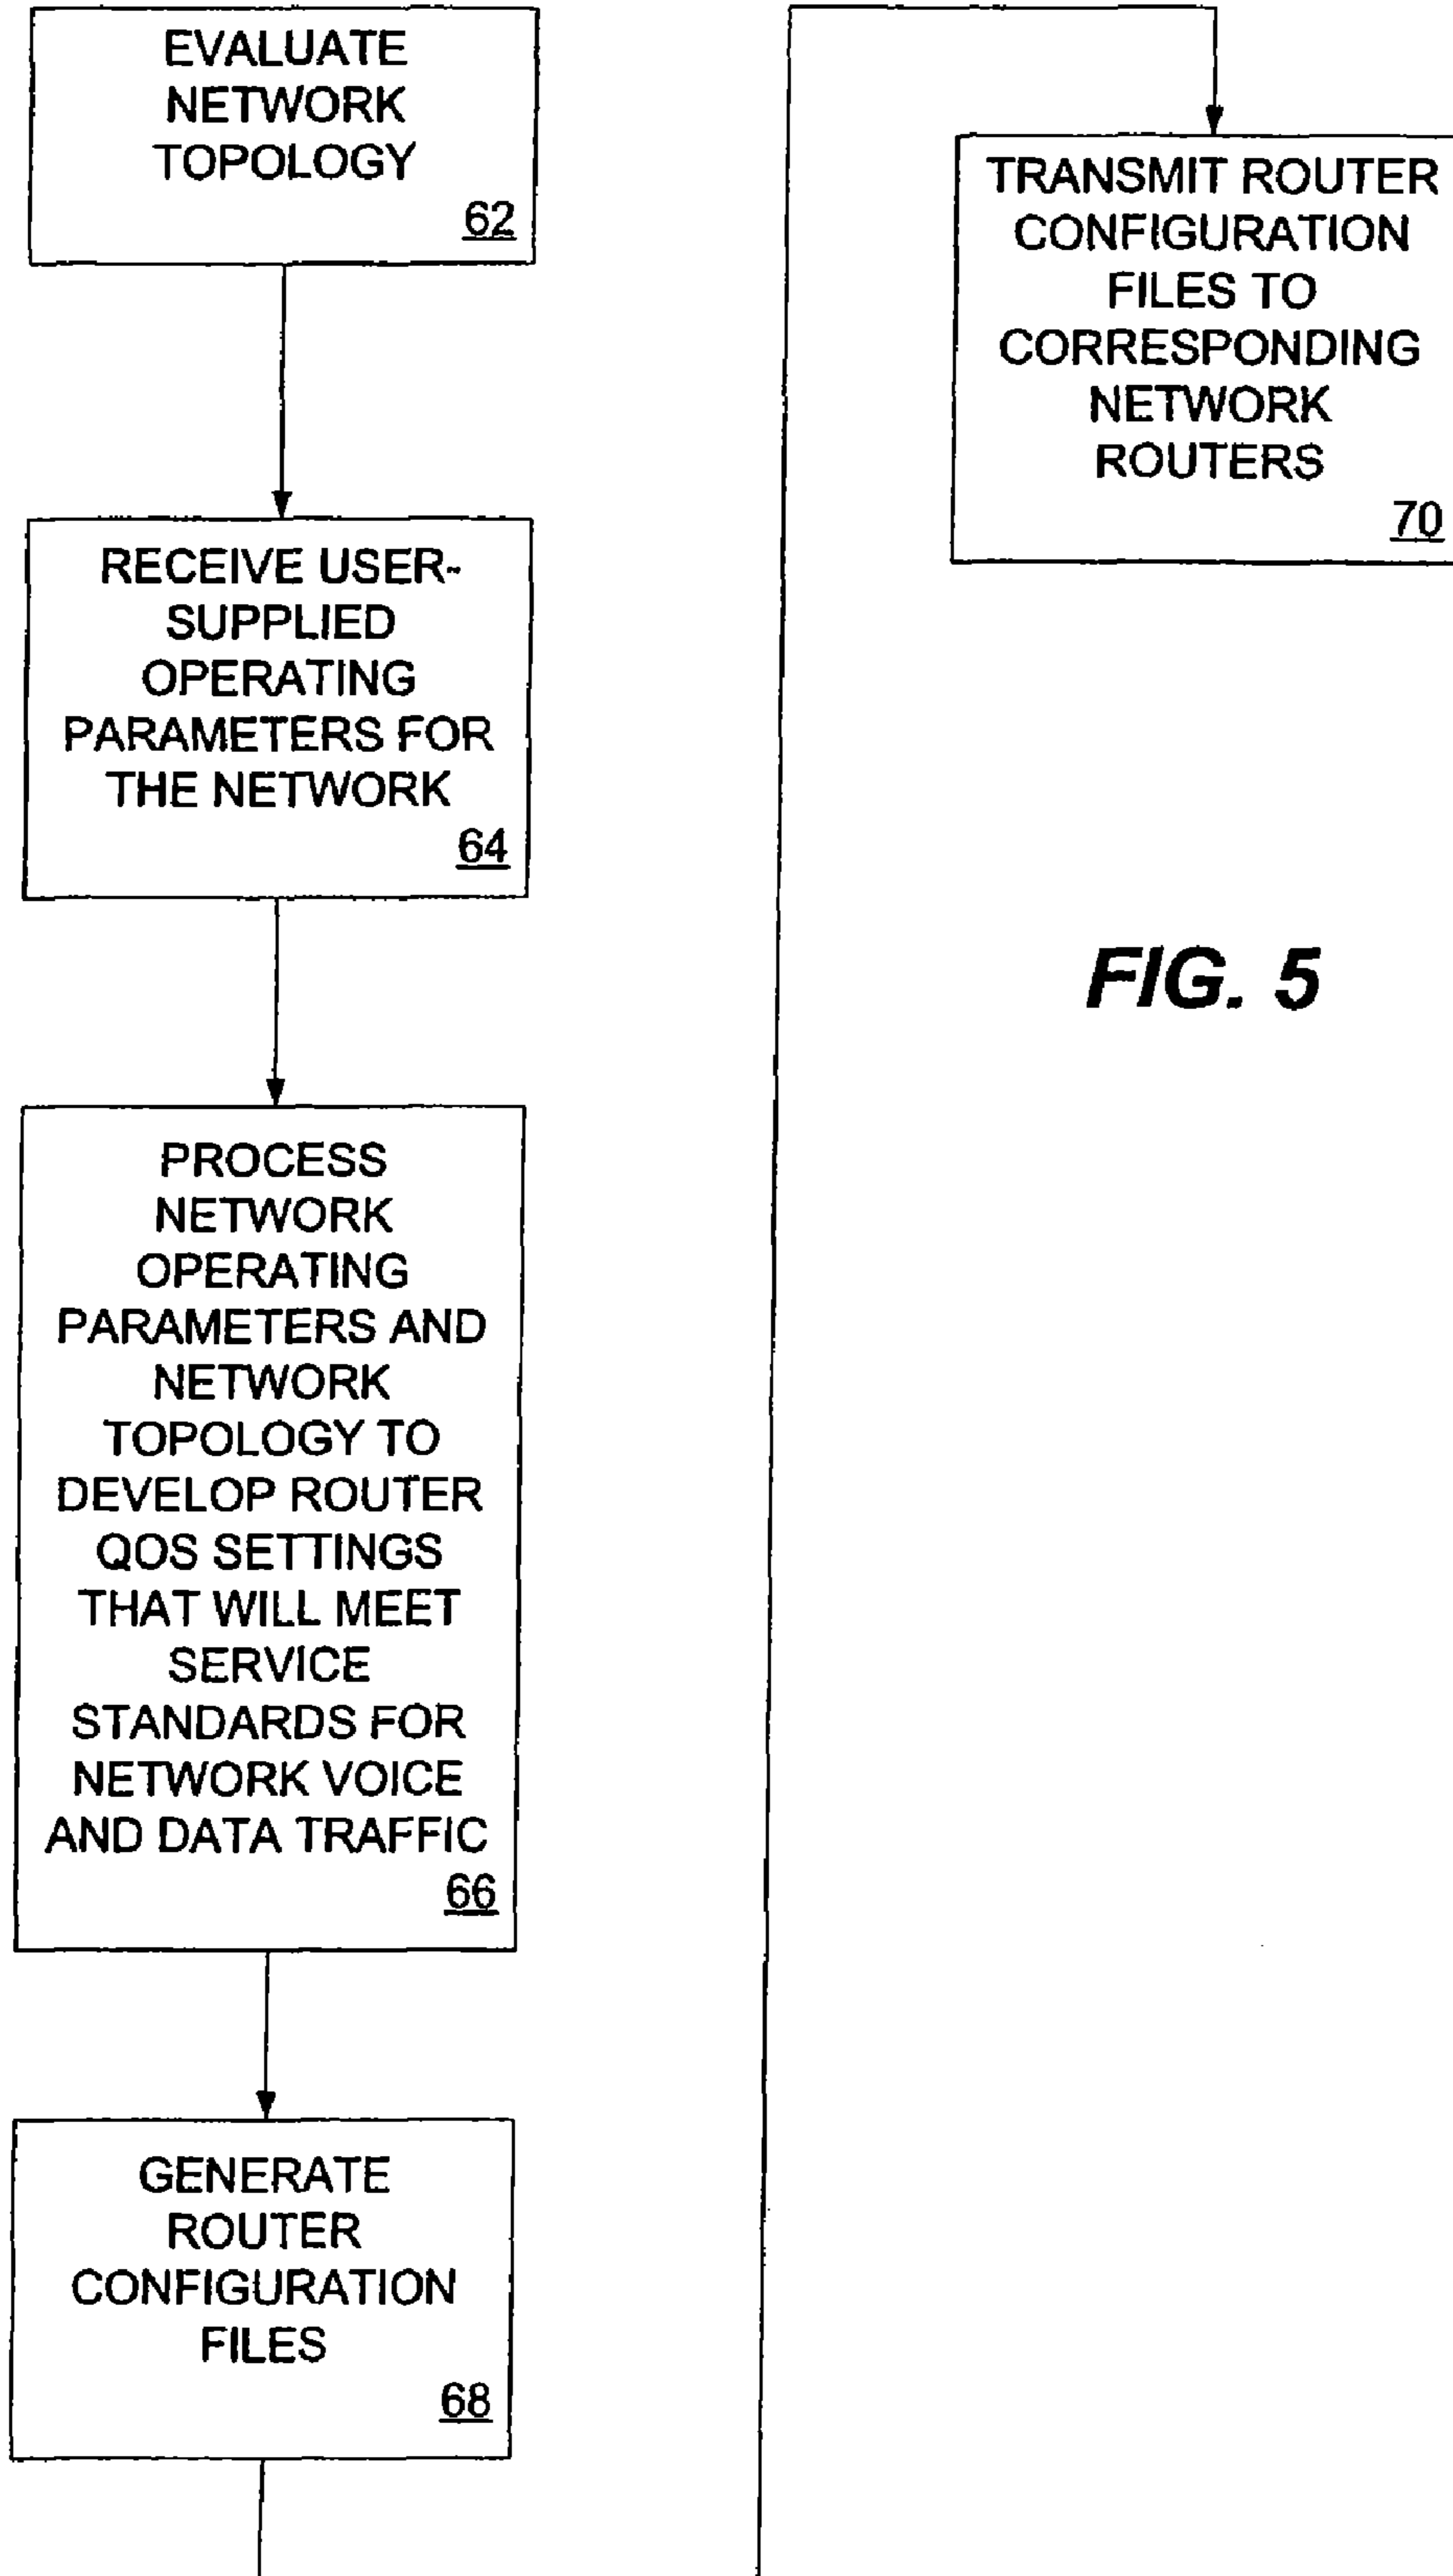 EVALUATE
NETWORK
TOPOLOGY
62
RECEIVE USER-
SUPPLIED
OPERATING
PARAMETERS FOR
THE NETWORK
64
PROCESS
NETWORK
OPERATING
PARAMETERS AND
NETWORK
TOPOLOGY TO
DEVELOP ROUTER
QOS SETTINGS
THAT WILL MEET
SERVICE
STANDARDS FOR
NETWORK VOICE
AND DATA TRAFFIC
66
GENERATE
ROUTER
CONFIGURATION
FILES
68
TRANSMIT ROUTER
CONFIGURATION
FILES TO
CORRESPONDING
NETWORK
ROUTERS
70
FIG. 5